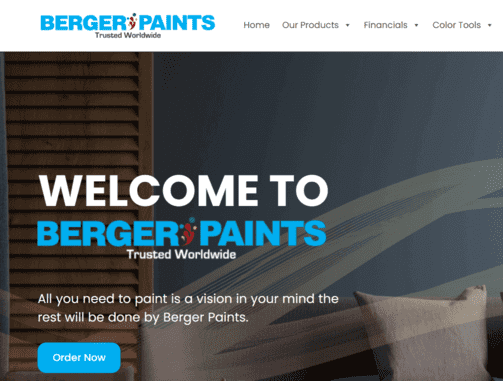 BERGER PAINTS
Trusted Worldwide
Home Our Products Financials Color Tools
WELCOME TO
BERGER PAINTS
Trusted Worldwide
All you need to paint is a vision in your mind the
rest will be done by Berger Paints.
Order Now